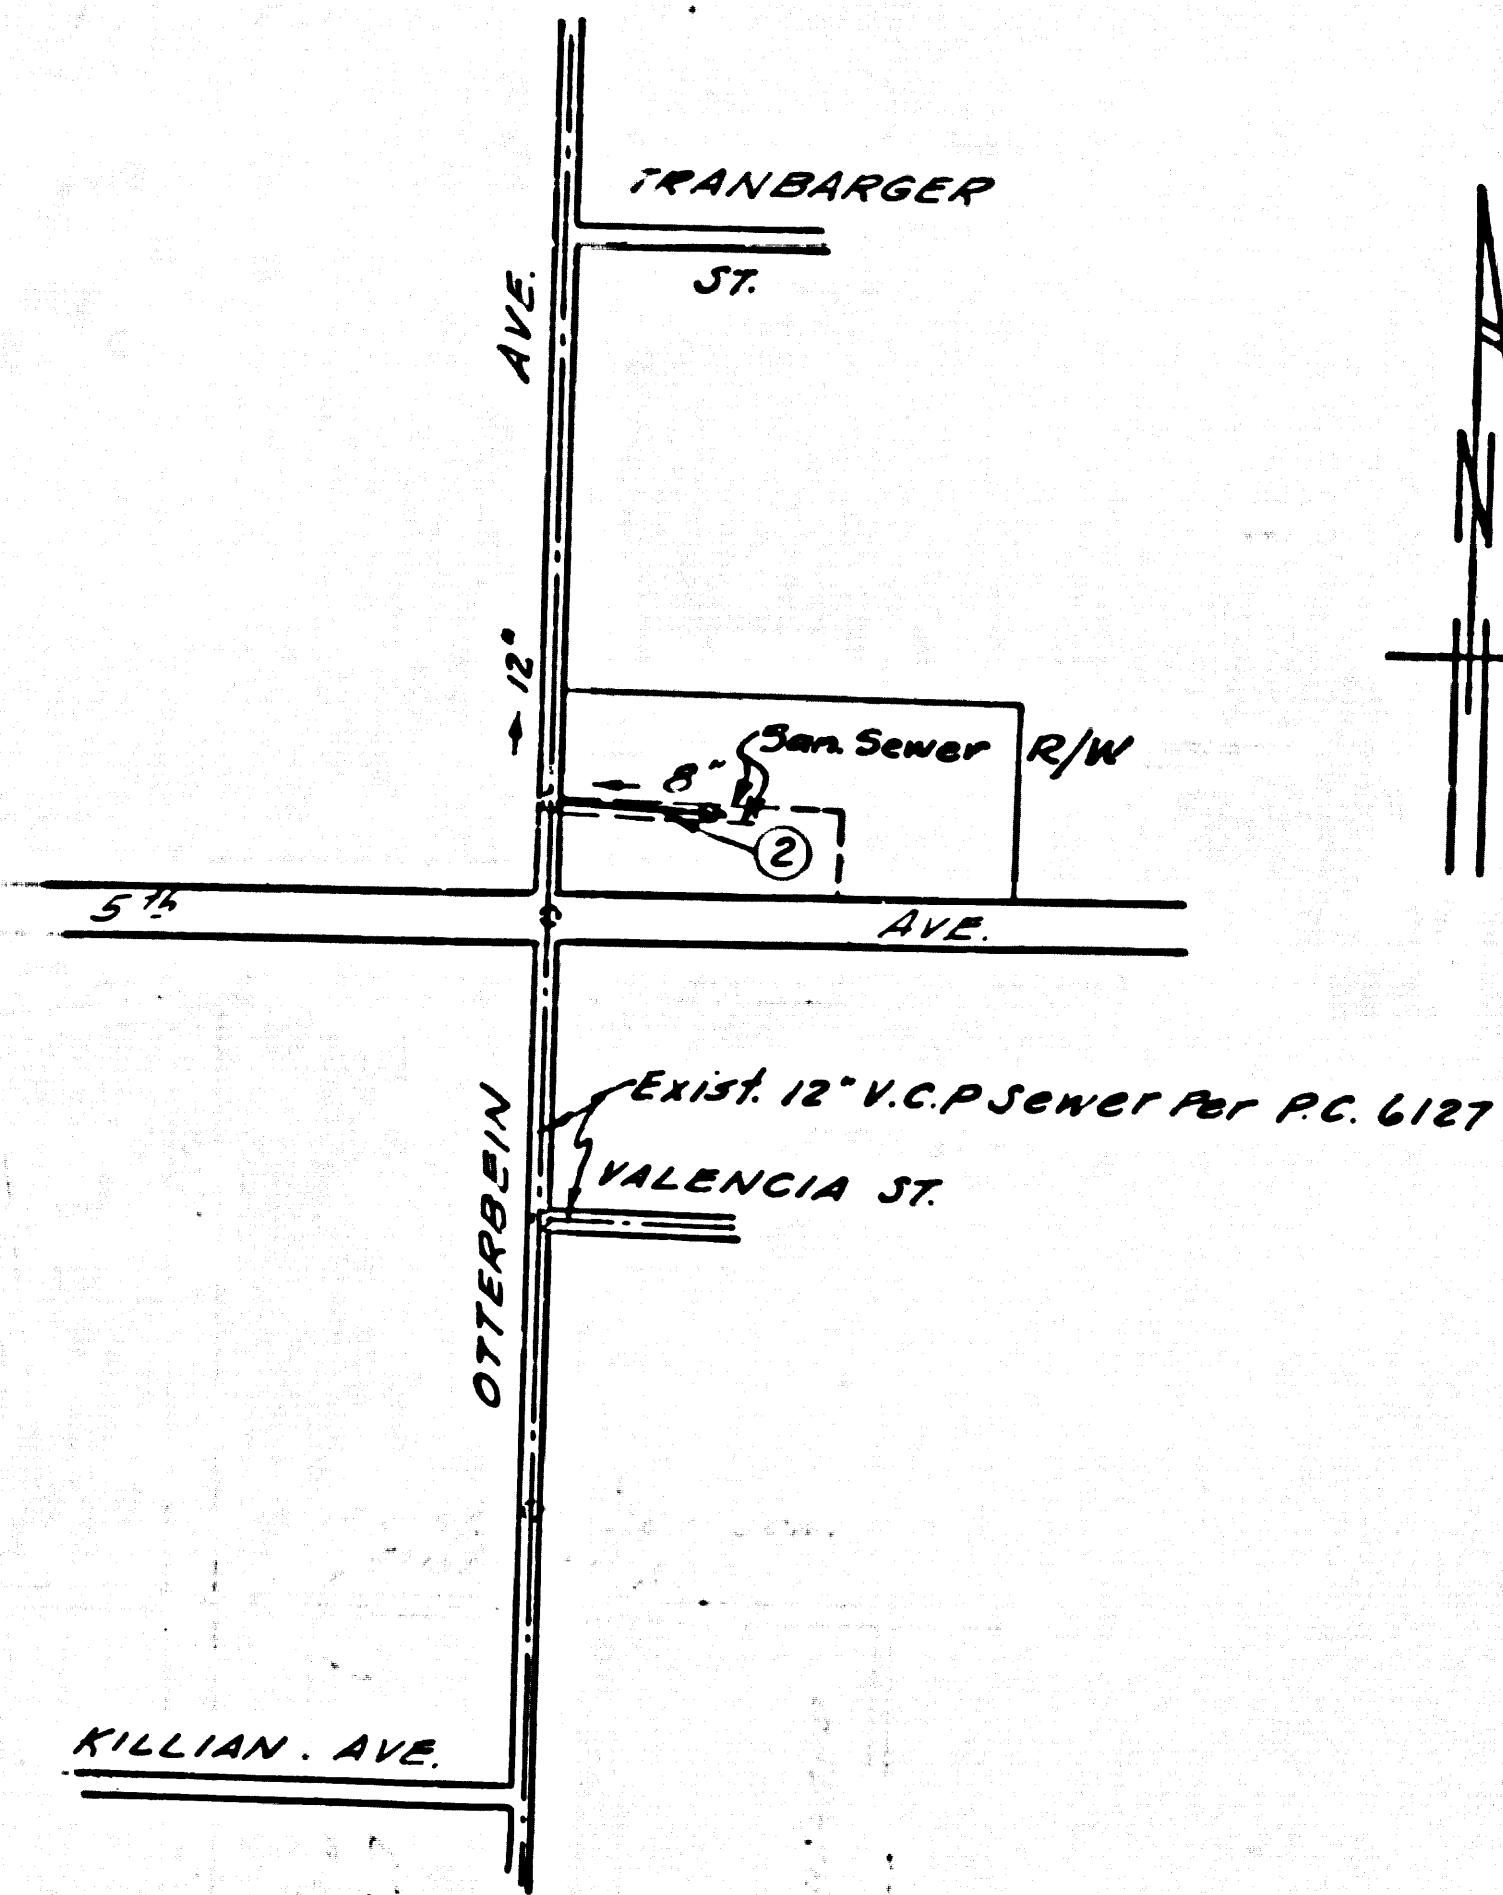 TRANBARGER
ST.
AVE.
N
12"
San. Sewer
R/W
8"
2
5th
AVE.
Exist. 12" V.C.P Sewer Per P.C. 6127
VALENCIA ST.
OTTERBEIN
KILLIAN. AVE.